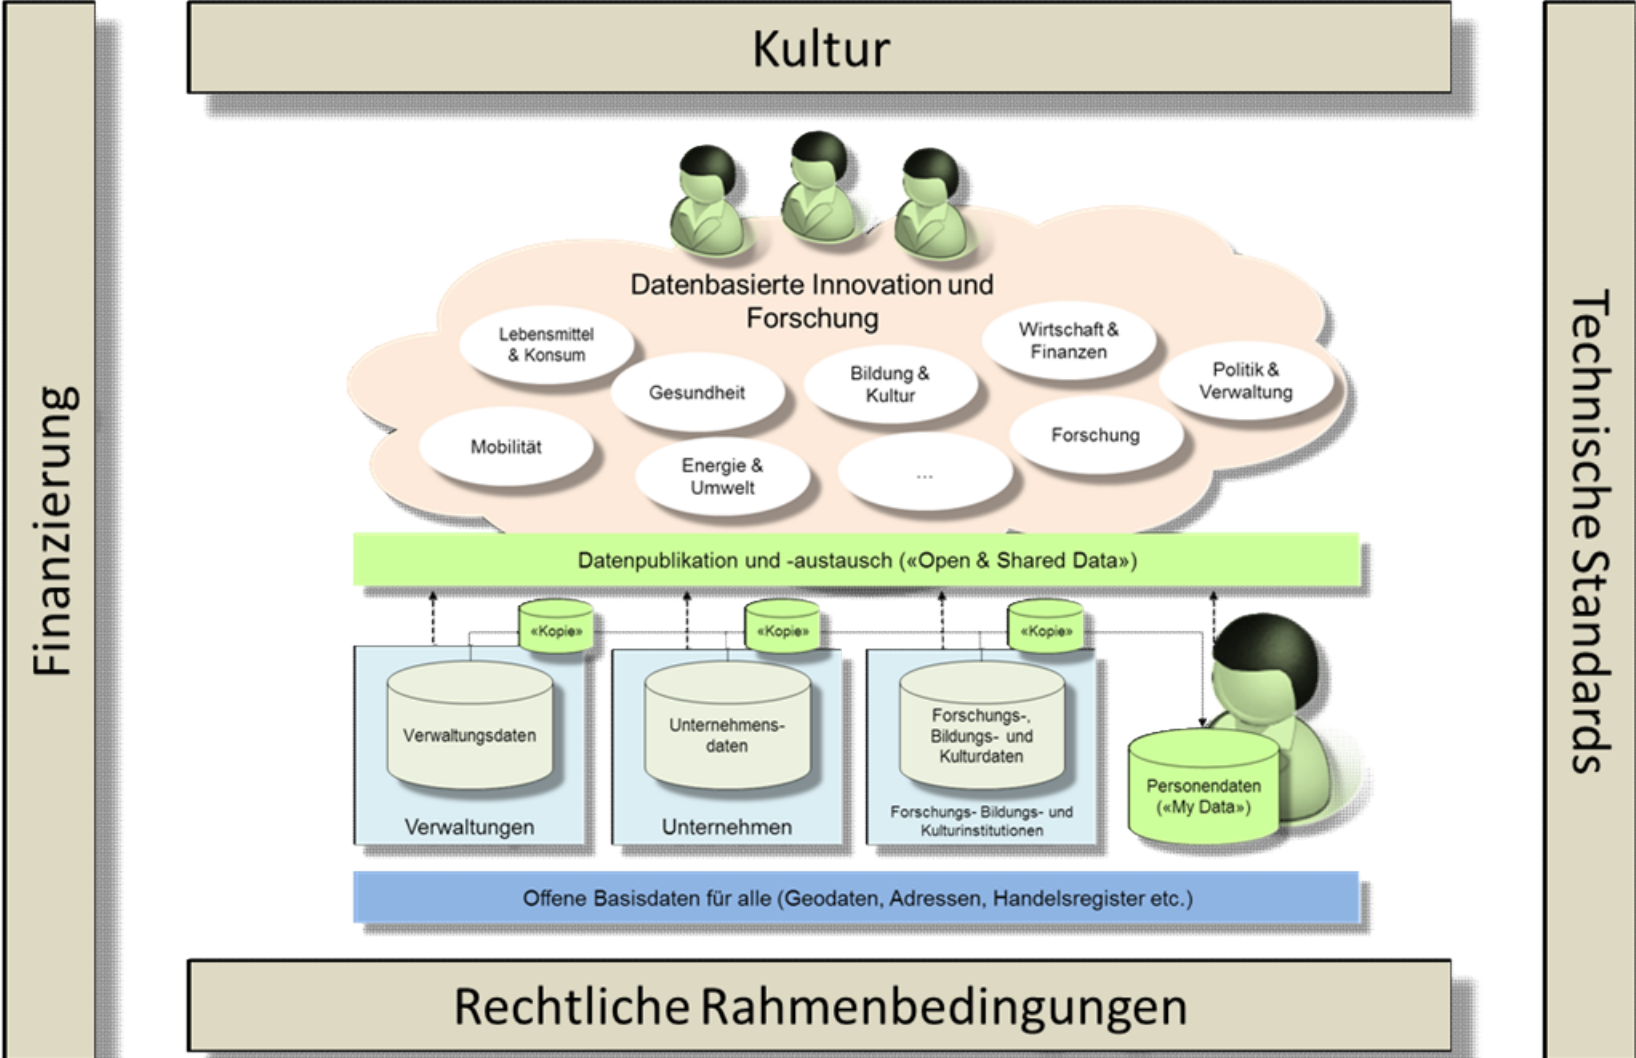 Kultur
Finanzierung
Technische Standards
Datenbasierte Innovation und
Forschung
Lebensmittel
& Konsum
Gesundheit
Bildung &
Kultur
Wirtschaft &
Finanzen
Politik &
Verwaltung
Mobilität
Energie &
Umwelt
...
Forschung
Datenpublikation und -austausch («Open & Shared Data»)
«Kopie»
«Kopie»
«Kopie»
Verwaltungsdaten
Verwaltungen
Unternehmens-
daten
Unternehmen
Forschungs-,
Bildungs- und
Kulturdaten
Forschungs- Bildungs- und
Kulturinstitutionen
Personendaten
(«My Data»)
Offene Basisdaten für alle (Geodaten, Adressen, Handelsregister etc.)
Rechtliche Rahmenbedingungen